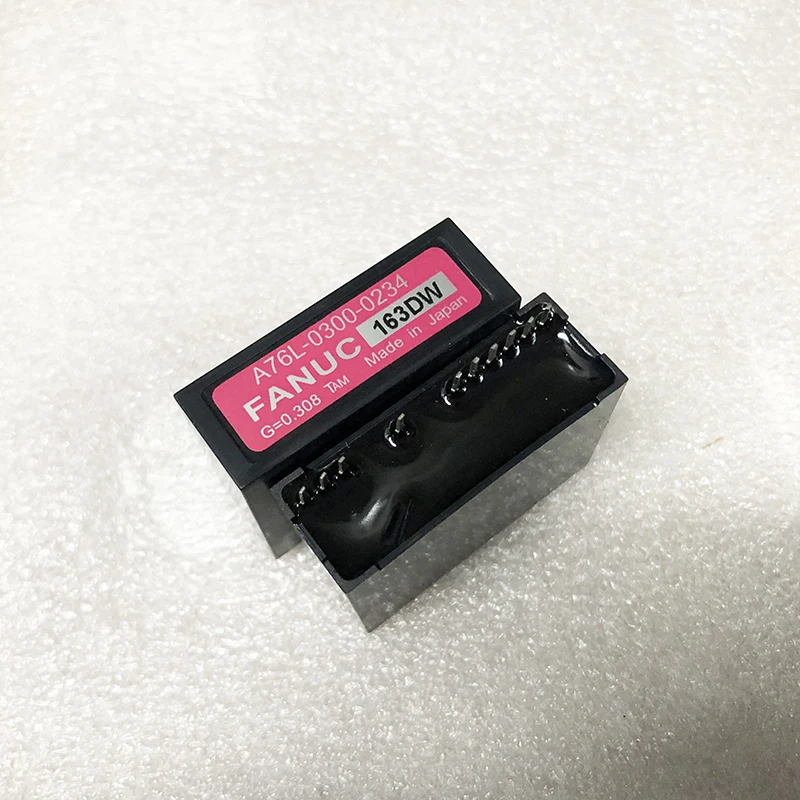 A76L-0300-0234
FANUC 163DW
G=0.308 TAM Made in Japan